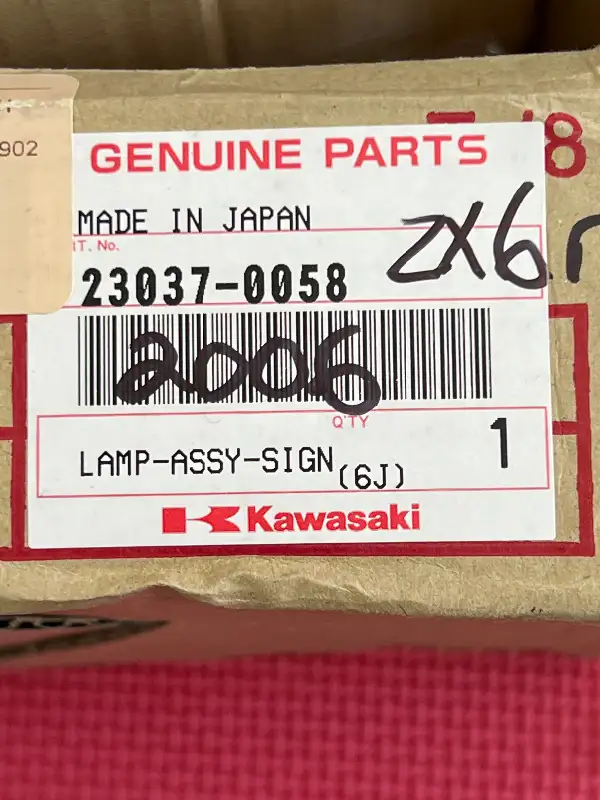 902
GENUINE PARTS
MADE IN JAPAN
ZX6.r
23037-0058
2006
Q'TY
LAMP-ASSY-SIGN
(6J)
1
Kawasaki